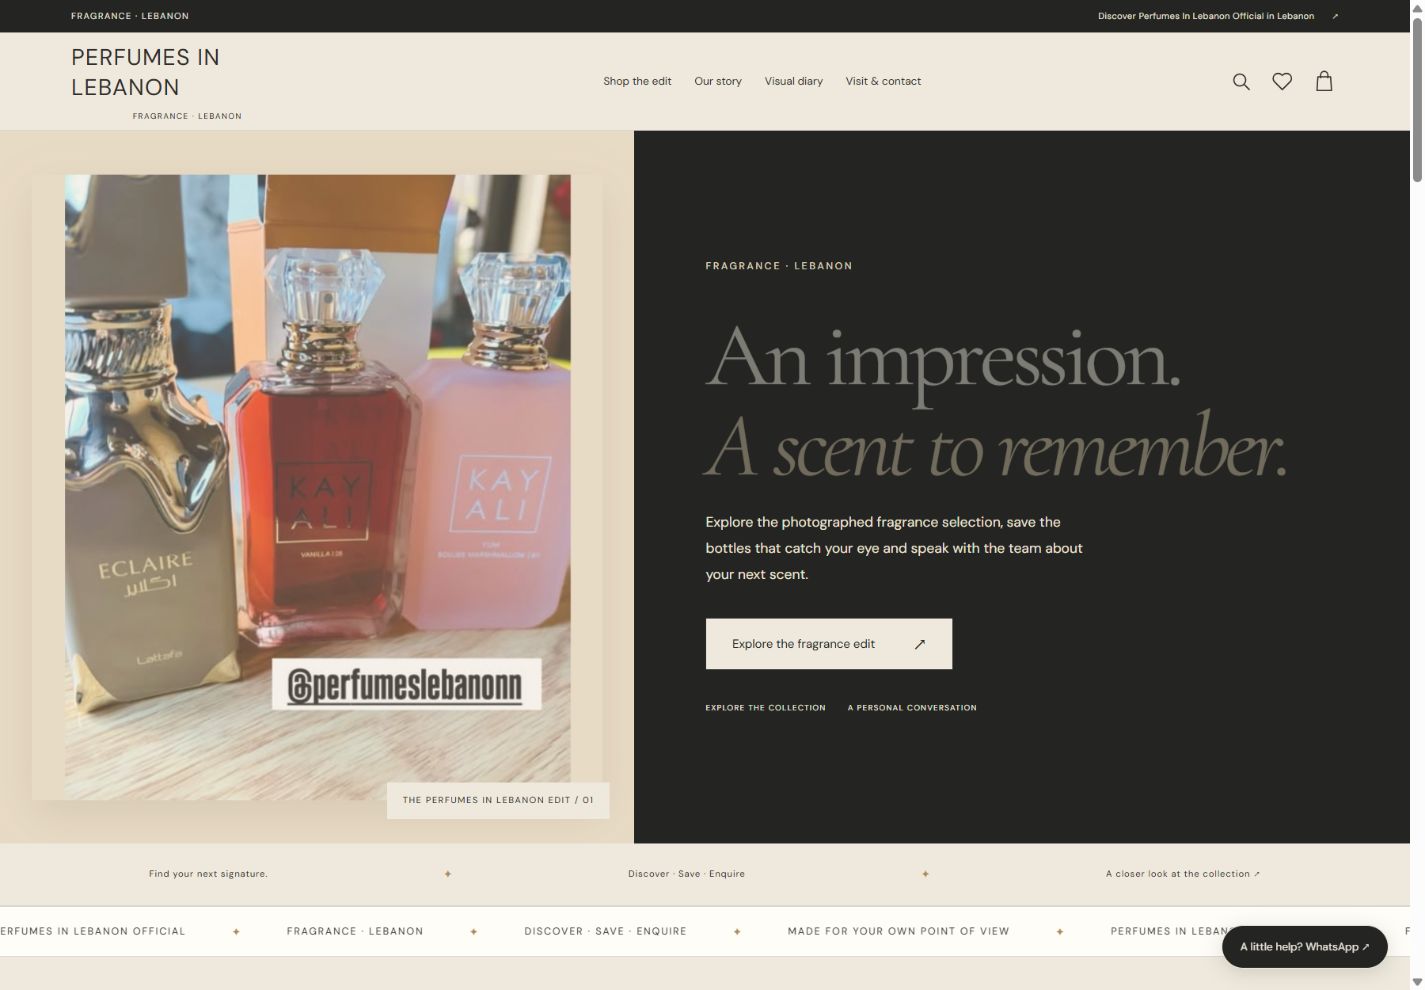 FRAGRANCE · LEBANON
Discover Perfumes In Lebanon Official in Lebanon ↗
PERFUMES IN
LEBANON
FRAGRANCE · LEBANON
Shop the edit
Our story
Visual diary
Visit & contact
KAY
ALI
VANILLA | 28
KAY
ALI
YUM
ECLAIRE
إكلير
Lattafa
@perfumeslebanonn
THE PERFUMES IN LEBANON EDIT / 01
FRAGRANCE · LEBANON
An impression.
A scent to remember.
Explore the photographed fragrance selection, save the
bottles that catch your eye and speak with the team about
your next scent.
Explore the fragrance edit ↗
EXPLORE THE COLLECTION
A PERSONAL CONVERSATION
Find your next signature. ✦ Discover · Save · Enquire ✦ A closer look at the collection ↗
ERFUMES IN LEBANON OFFICIAL ✦ FRAGRANCE · LEBANON ✦ DISCOVER · SAVE · ENQUIRE ✦ MADE FOR YOUR OWN POINT OF VIEW ✦ PERFUMES IN LEBAN
A little help? WhatsApp ↗